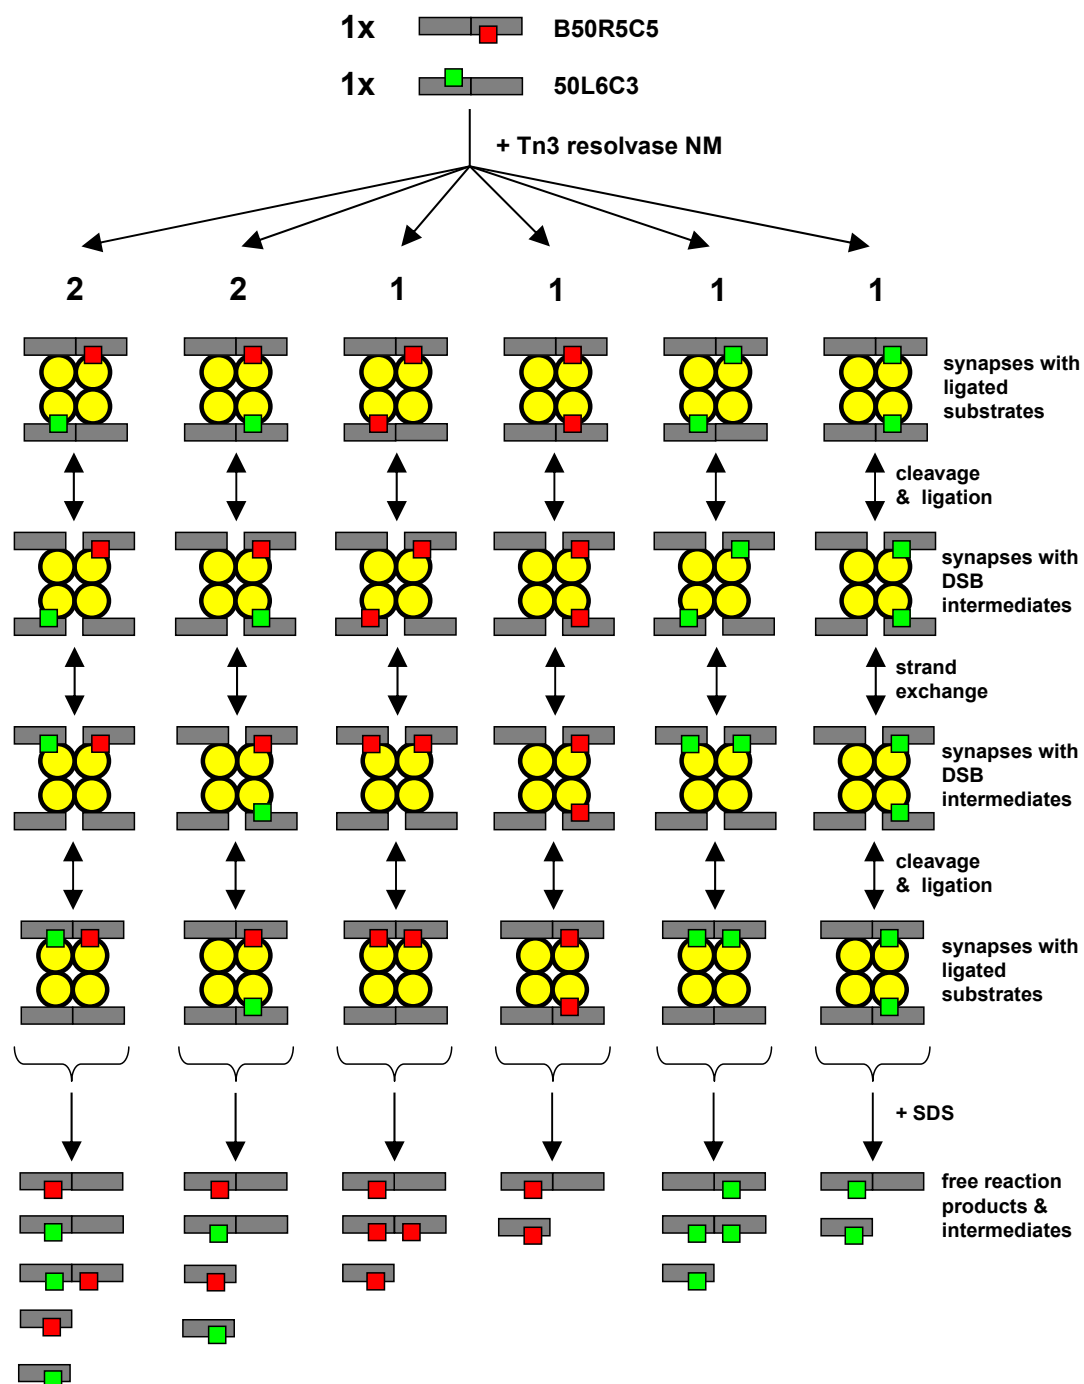 1x B50R5C5
1x 50L6C3
+ Tn3 resolvase NM
2 2 1 1 1 1
synapses with
ligated
substrates
cleavage
& ligation
synapses with
DSB
intermediates
strand
exchange
synapses with
DSB
intermediates
cleavage
& ligation
synapses with
ligated
substrates
+ SDS
free reaction
products &
intermediates